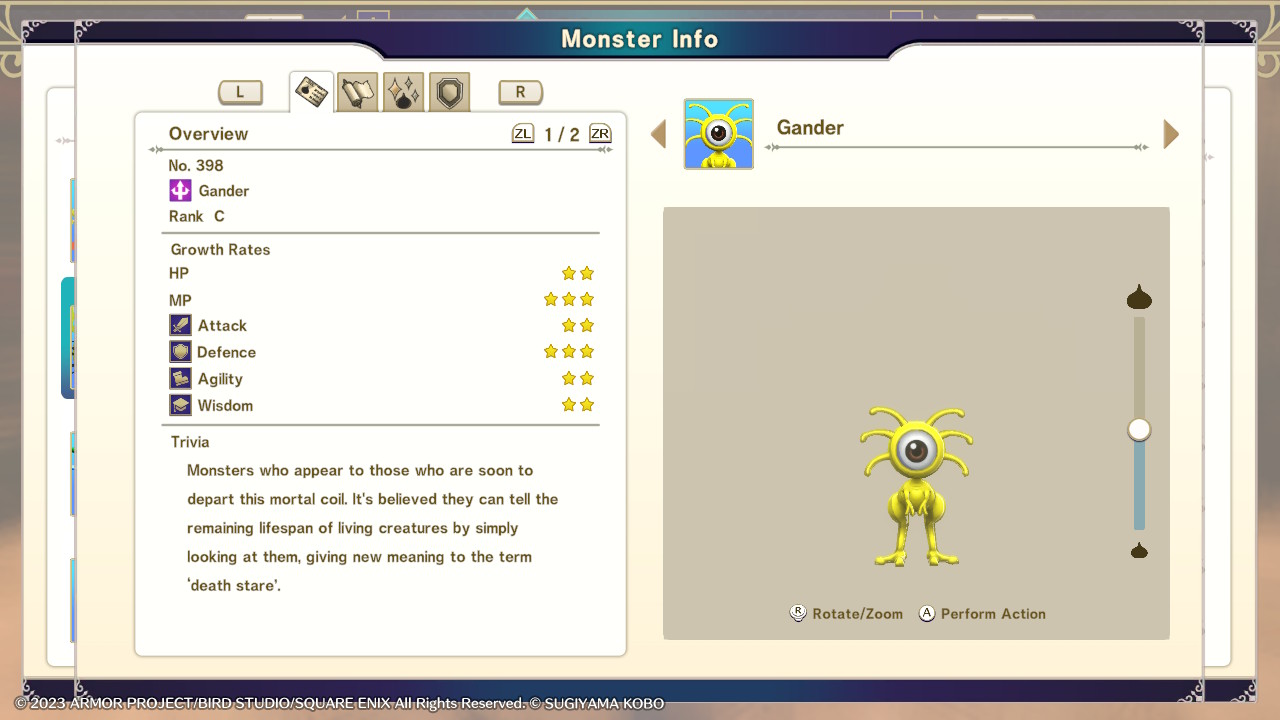 Monster Info
L
R
Overview
ZL 1 / 2 ZR
No. 398
Gander
Rank C
Growth Rates
HP
MP
Attack
Defence
Agility
Wisdom
Trivia
Monsters who appear to those who are soon to
depart this mortal coil. It's believed they can tell the
remaining lifespan of living creatures by simply
looking at them, giving new meaning to the term
‘death stare’.
Gander
R Rotate/Zoom A Perform Action
© 2023 ARMOR PROJECT/BIRD STUDIO/SQUARE ENIX All Rights Reserved. © SUGIYAMA KOBO